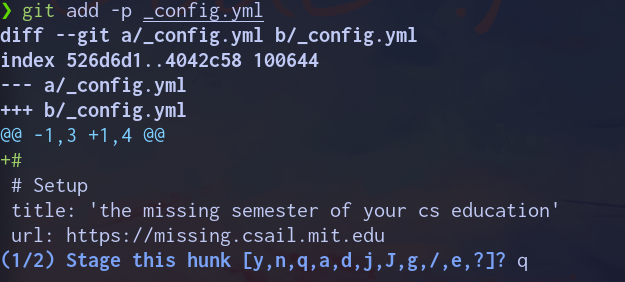 ❯ git add -p _config.yml
diff --git a/_config.yml b/_config.yml
index 526d6d1..4042c58 100644
--- a/_config.yml
+++ b/_config.yml
@@ -1,3 +1,4 @@
+#
 # Setup
 title: 'the missing semester of your cs education'
 url: https://missing.csail.mit.edu
(1/2) Stage this hunk [y,n,q,a,d,j,J,g,/,e,?]? q